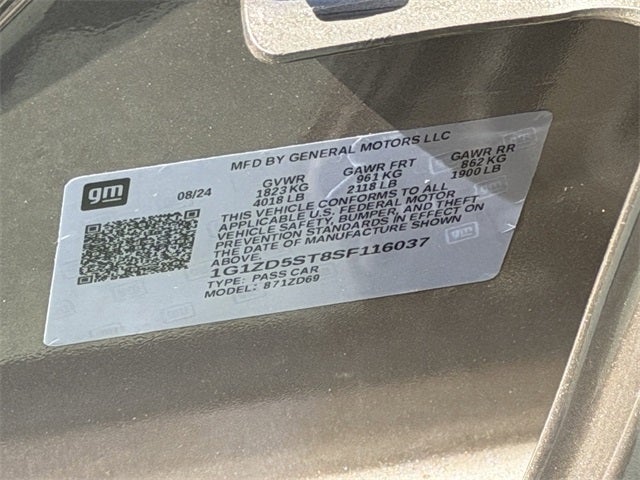 MFD BY GENERAL MOTORS LLC
gm
08/24
GVWR GAWR FRT GAWR RR
1823 KG 961 KG 862 KG
4018 LB 2118 LB 1900 LB
THIS VEHICLE CONFORMS TO ALL
APPLICABLE U.S. FEDERAL MOTOR
VEHICLE SAFETY, BUMPER, AND THEFT
PREVENTION STANDARDS IN EFFECT ON
THE DATE OF MANUFACTURE SHOWN
ABOVE.
1G1ZD5ST8SF116037
TYPE: PASS CAR
MODEL: 871ZD69